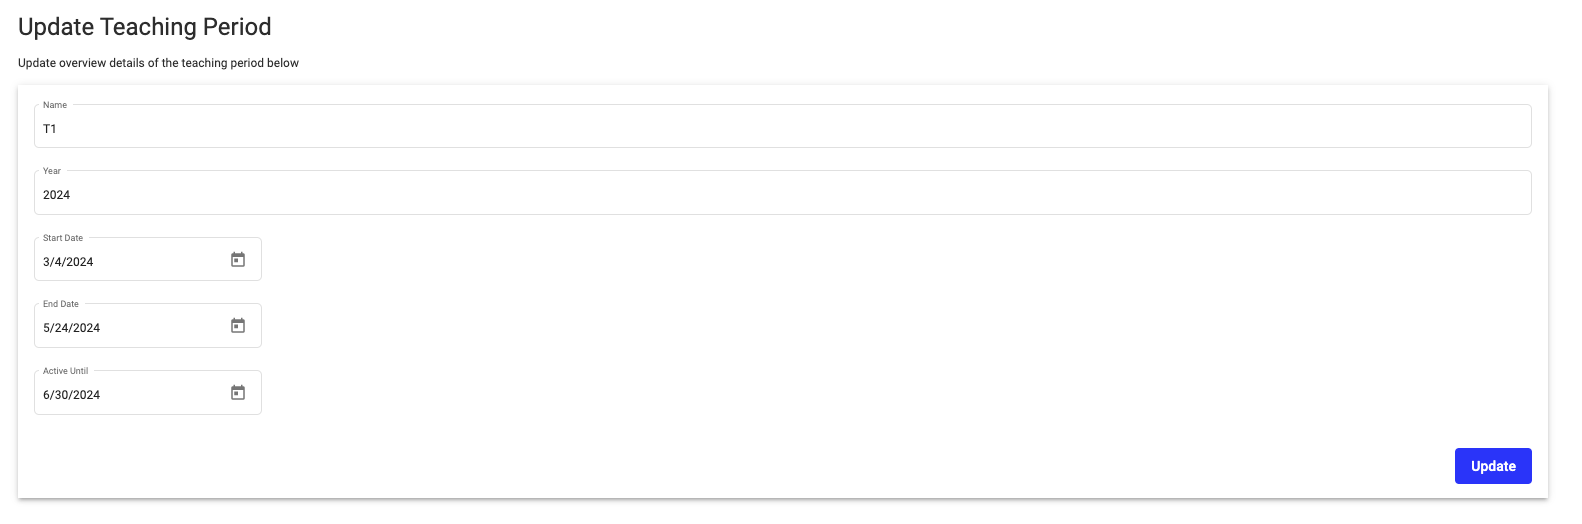 Update Teaching Period
Update overview details of the teaching period below
Name
T1
Year
2024
Start Date
3/4/2024
End Date
5/24/2024
Active Until
6/30/2024
Update